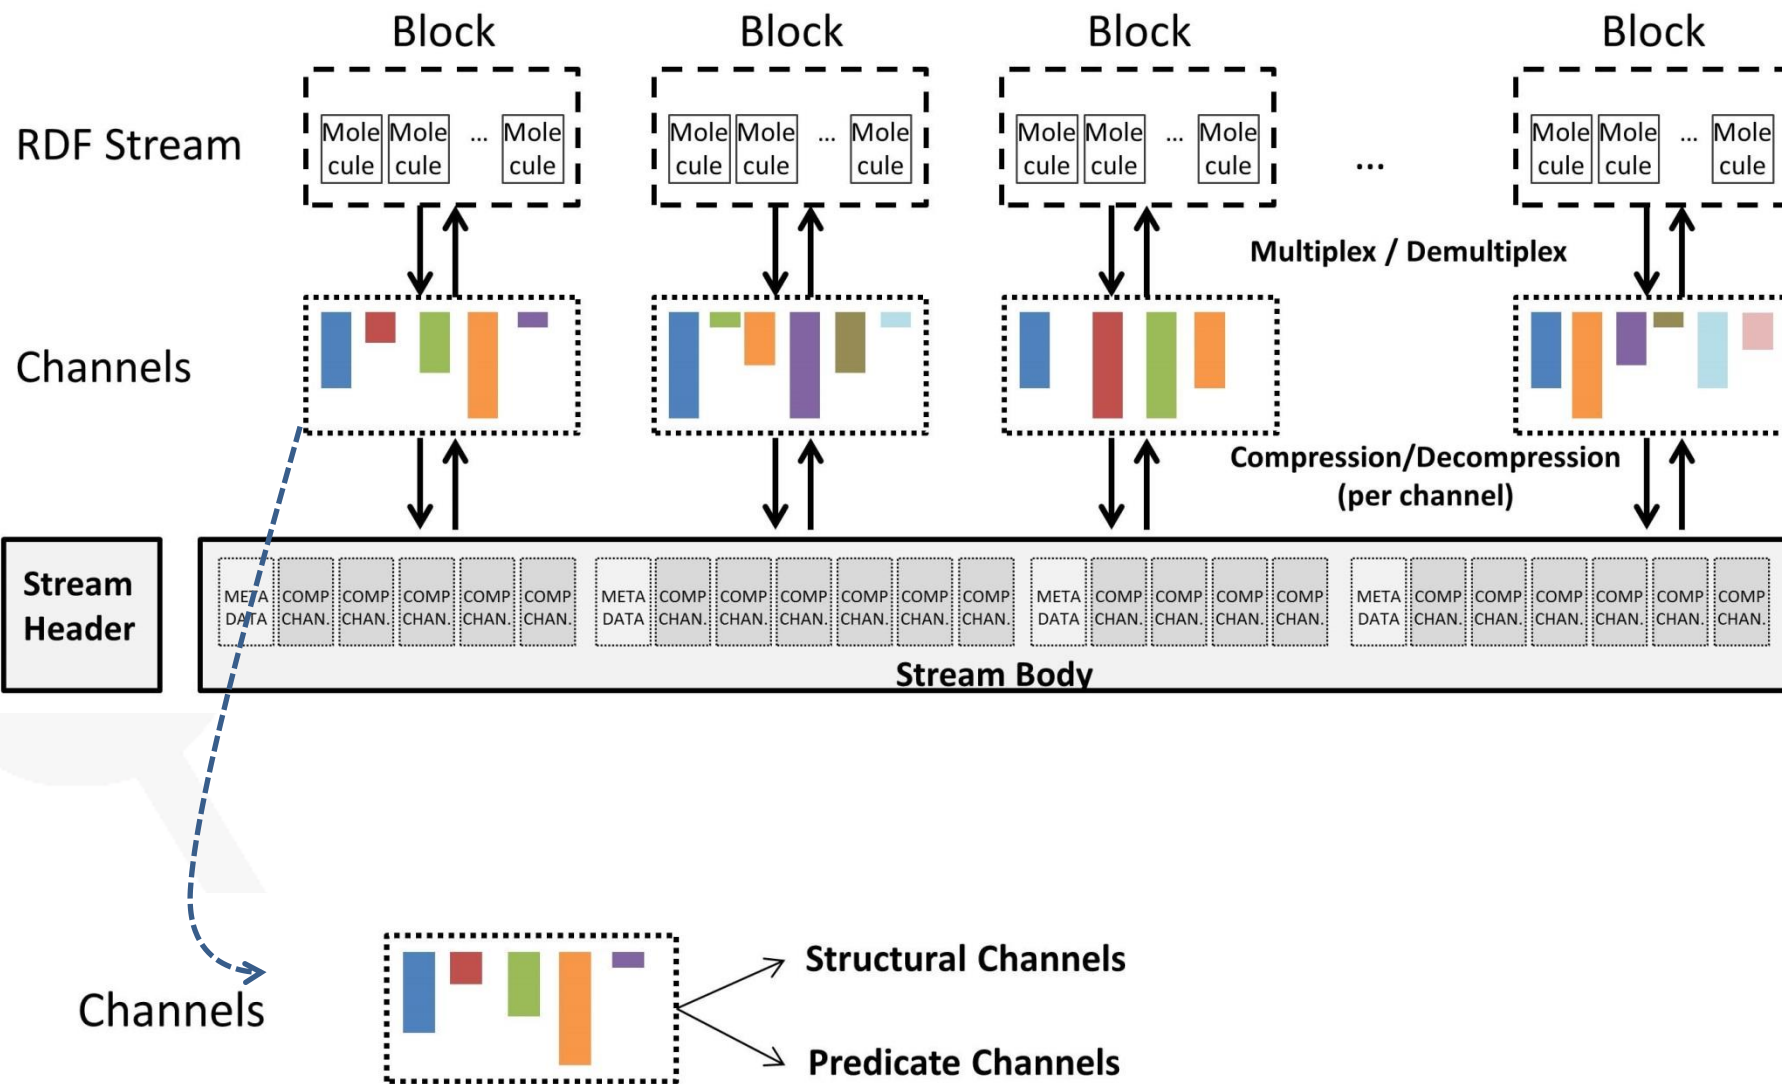 Block Block Block Block
RDF Stream
Mole Mole ... Mole Mole Mole ... Mole Mole Mole ... Mole ... Mole Mole ... Mole
cule cule cule cule cule cule cule cule cule cule cule cule
Multiplex / Demultiplex
Channels
Compression/Decompression
(per channel)
Stream
Header
META COMP COMP COMP COMP COMP META COMP COMP COMP COMP COMP COMP META COMP COMP COMP COMP META COMP COMP COMP COMP COMP COMP
DATA CHAN. CHAN. CHAN. CHAN. CHAN. DATA CHAN. CHAN. CHAN. CHAN. CHAN. CHAN. DATA CHAN. CHAN. CHAN. CHAN. DATA CHAN. CHAN. CHAN. CHAN. CHAN. CHAN.
Stream Body
Structural Channels
Channels
Predicate Channels